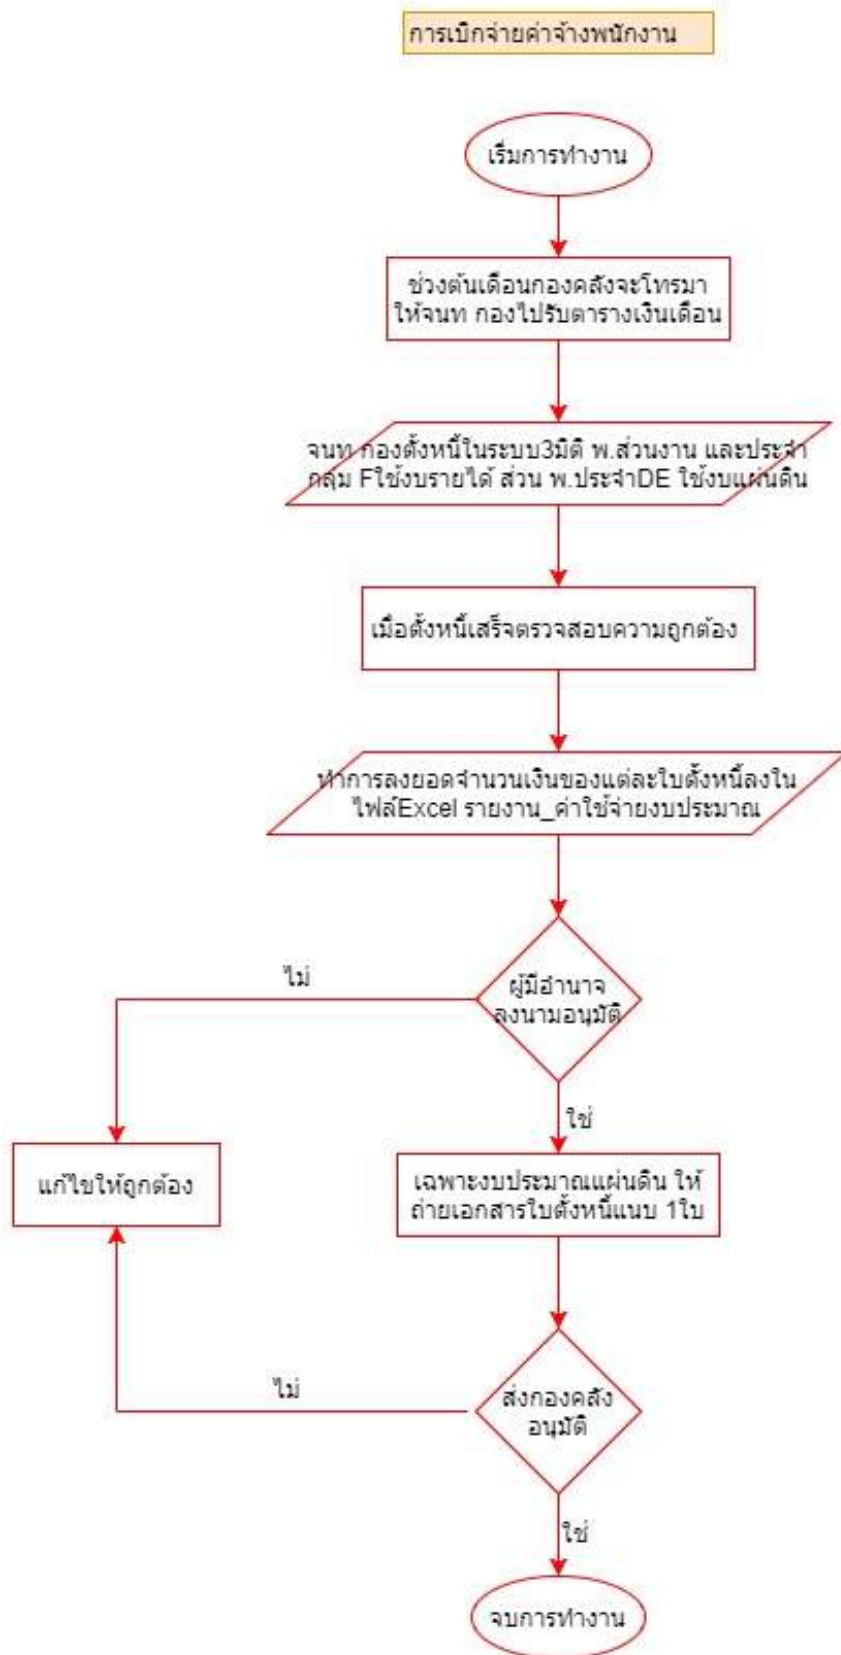 การเบิกจ่ายค่าจ้างพนักงาน
เริ่มการทำงาน
ช่วงต้นเดือนกองคลังจะโทรมา
ให้จนท กองไปรับตารางเงินเดือน
จนท กองตั้งหนี้ในระบบ3มิติ พ.ส่วนงาน และประจำ
กลุ่ม Fใช้งบรายได้ ส่วน พ.ประจำDE ใช้งบแผ่นดิน
เมื่อตั้งหนี้เสร็จตรวจสอบความถูกต้อง
ทำการลงยอดจำนวนเงินของแต่ละใบตั้งหนี้ลงใน
ไฟล์Excel รายงาน_ค่าใช้จ่ายงบประมาณ
ไม่
ผู้มีอำนาจ
ลงนามอนุมัติ
ใช่
แก้ไขให้ถูกต้อง
เฉพาะงบประมาณแผ่นดิน ให้
ถ่ายเอกสารใบตั้งหนี้แนบ 1ใบ
ไม่
ส่งกองคลัง
อนุมัติ
ใช่
จบการทำงาน